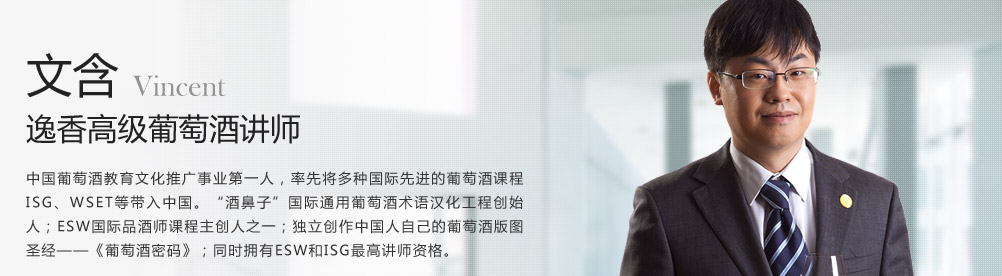 文含 Vincent
逸香高级葡萄酒讲师
中国葡萄酒教育文化推广事业第一人，率先将多种国际先进的葡萄酒课程
ISG、WSET等带入中国。“酒鼻子”国际通用葡萄酒术语汉化工程创始
人；ESW国际品酒师课程主创人之一；独立创作中国人自己的葡萄酒版图
圣经——《葡萄酒密码》；同时拥有ESW和ISG最高讲师资格。